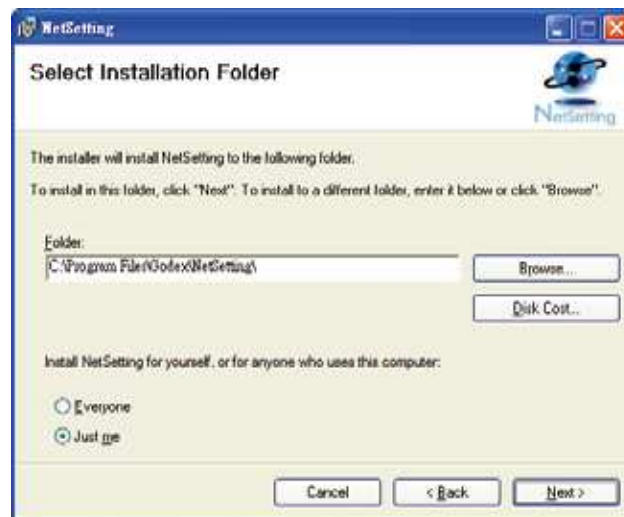 NetSetting
Select Installation Folder
NetSetting
The installer will install NetSetting to the following folder.
To install in this folder, click "Next". To install to a different folder, enter it below or click "Browse".
Folder:
C:\Program Files\Godex\NetSetting\
Browse...
Disk Cost...
Install NetSetting for yourself, or for anyone who uses this computer:
Everyone
Just me
Cancel
< Back
Next >